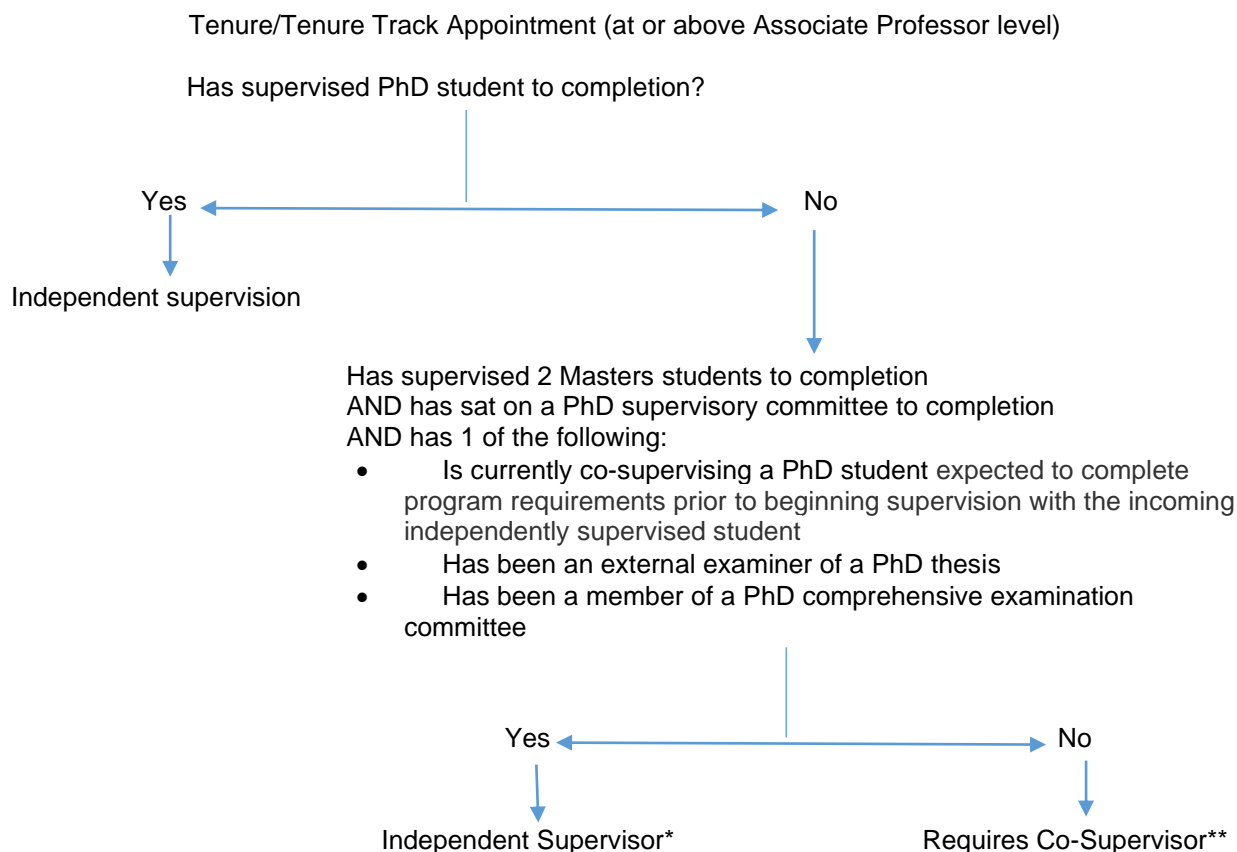 Tenure/Tenure Track Appointment (at or above Associate Professor level)
Has supervised PhD student to completion?
Yes
No
Independent supervision
Has supervised 2 Masters students to completion
AND has sat on a PhD supervisory committee to completion
AND has 1 of the following:
• Is currently co-supervising a PhD student expected to complete
program requirements prior to beginning supervision with the incoming
independently supervised student
• Has been an external examiner of a PhD thesis
• Has been a member of a PhD comprehensive examination
committee
Yes
No
Independent Supervisor*
Requires Co-Supervisor**